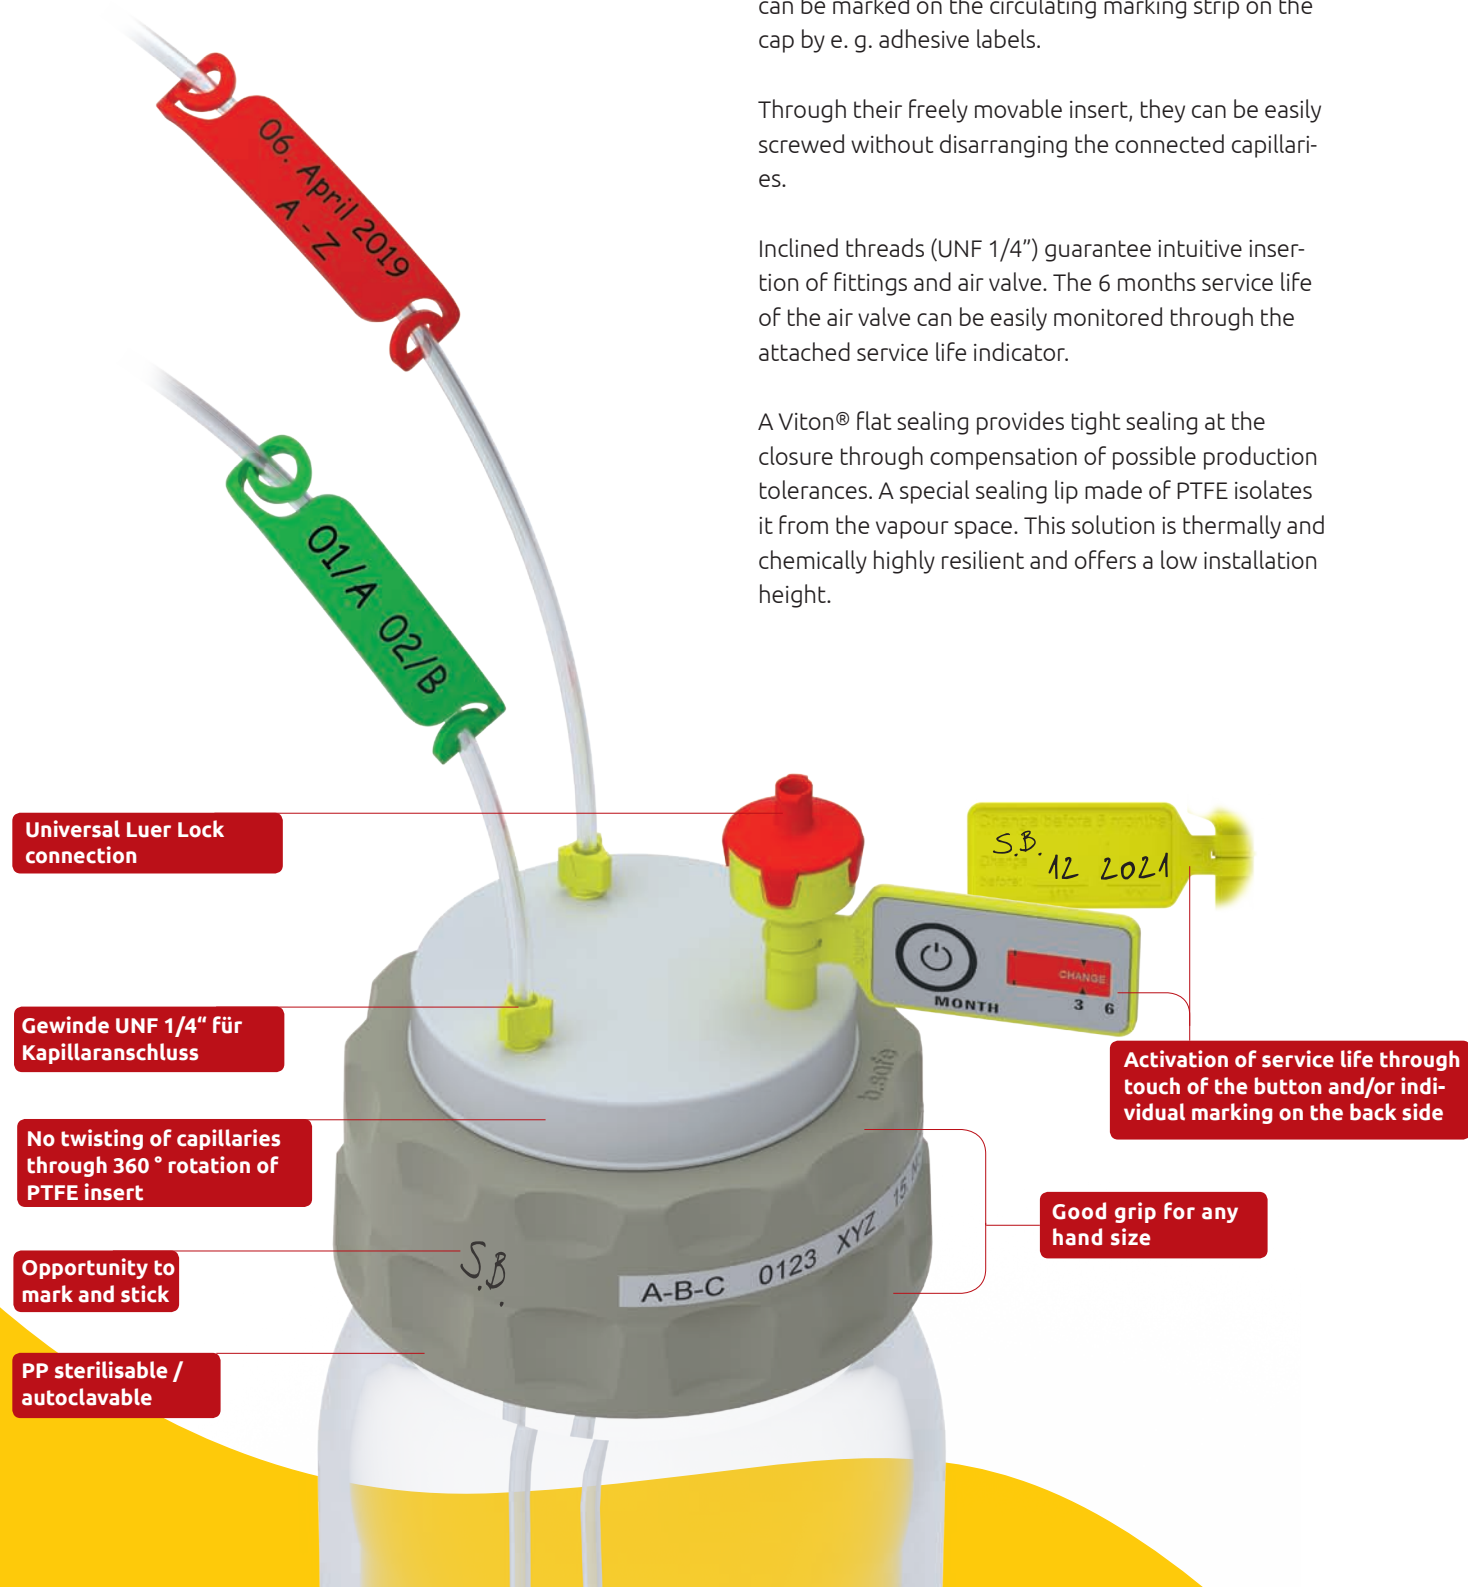 can be marked on the circulating marking strip on the
cap by e. g. adhesive labels.
Through their freely movable insert, they can be easily
screwed without disarranging the connected capillari-
es.
Inclined threads (UNF 1/4”) guarantee intuitive inser-
tion of fittings and air valve. The 6 months service life
of the air valve can be easily monitored through the
attached service life indicator.
A Viton® flat sealing provides tight sealing at the
closure through compensation of possible production
tolerances. A special sealing lip made of PTFE isolates
it from the vapour space. This solution is thermally and
chemically highly resilient and offers a low installation
height.
06. April 2019
A - Z
01/A 02/B
Universal Luer Lock
connection
Change before 6 months
S.B.
Change
12 2021
before:
CHANGE
MONTH 3 6
Gewinde UNF 1/4“ für
Kapillaranschluss
Activation of service life through
touch of the button and/or indi-
vidual marking on the back side
b.safe
No twisting of capillaries
through 360 ° rotation of
PTFE insert
Good grip for any
hand size
Opportunity to
mark and stick
S.B.
A-B-C 0123 XYZ 15
PP sterilisable /
autoclavable